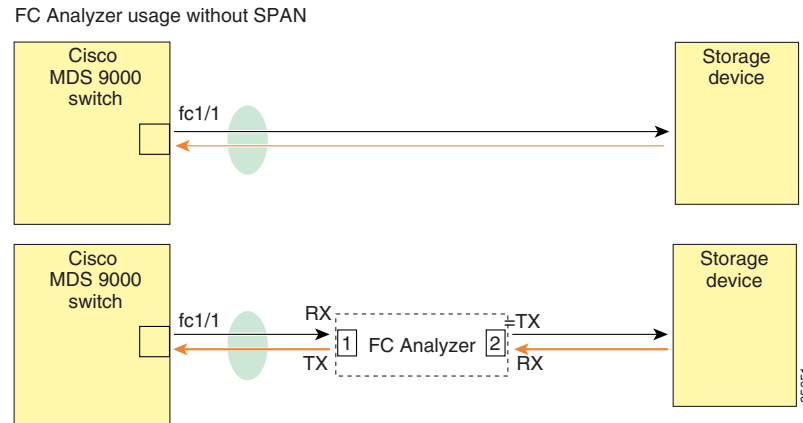 FC Analyzer usage without SPAN
Cisco
MDS 9000
switch
fc1/1
Storage
device
Cisco
MDS 9000
switch
fc1/1
RX
TX
1
FC Analyzer
2
=TX
RX
Storage
device